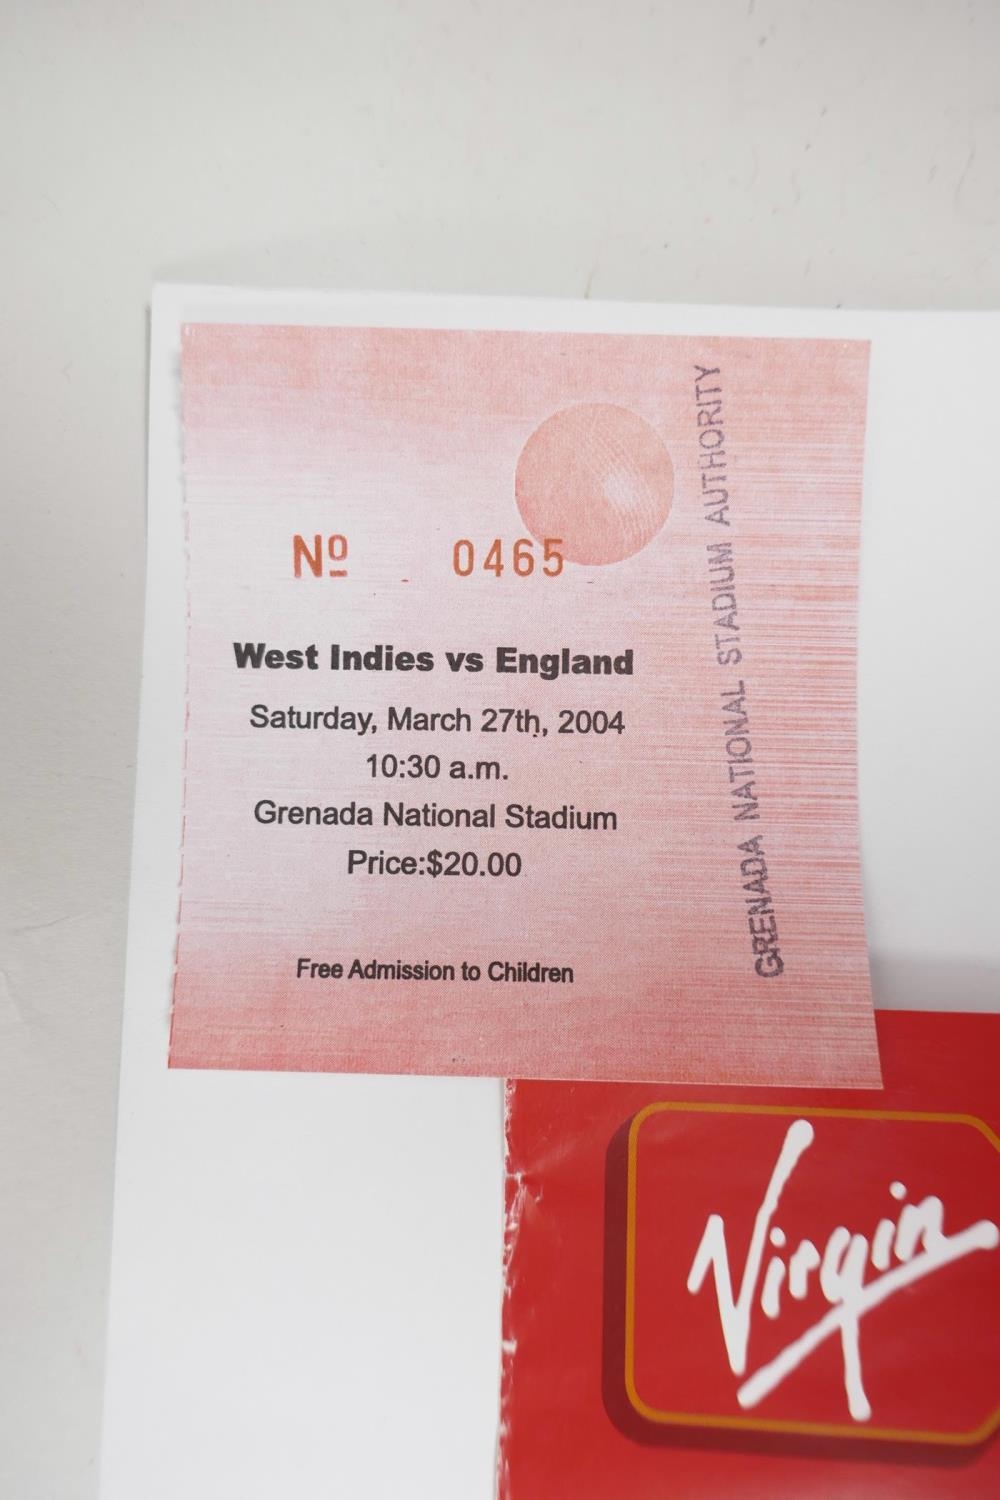 Nº 0465
West Indies vs England
Saturday, March 27th, 2004
10:30 a.m.
Grenada National Stadium
Price:$20.00
Free Admission to Children
GRENADA NATIONAL STADIUM AUTHORITY
Virgin